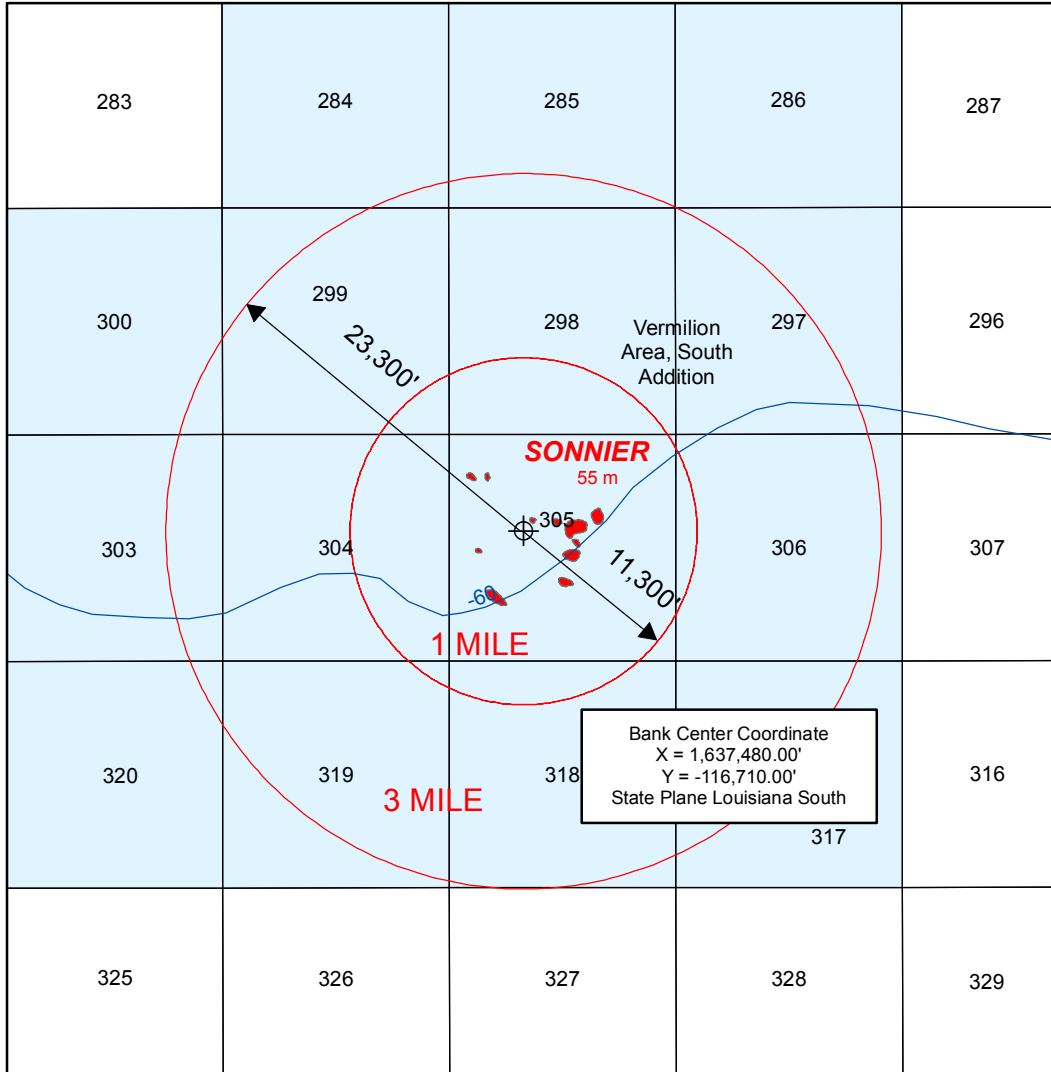 283
284
285
286
287
299
300
298
297
296
Vermilion
Area, South
Addition
23,300'
SONNIER
55 m
305
303
304
306
307
11,300'
-60
1 MILE
Bank Center Coordinate
X = 1,637,480.00'
Y = -116,710.00'
State Plane Louisiana South
320
319
318
316
3 MILE
317
325
326
327
328
329